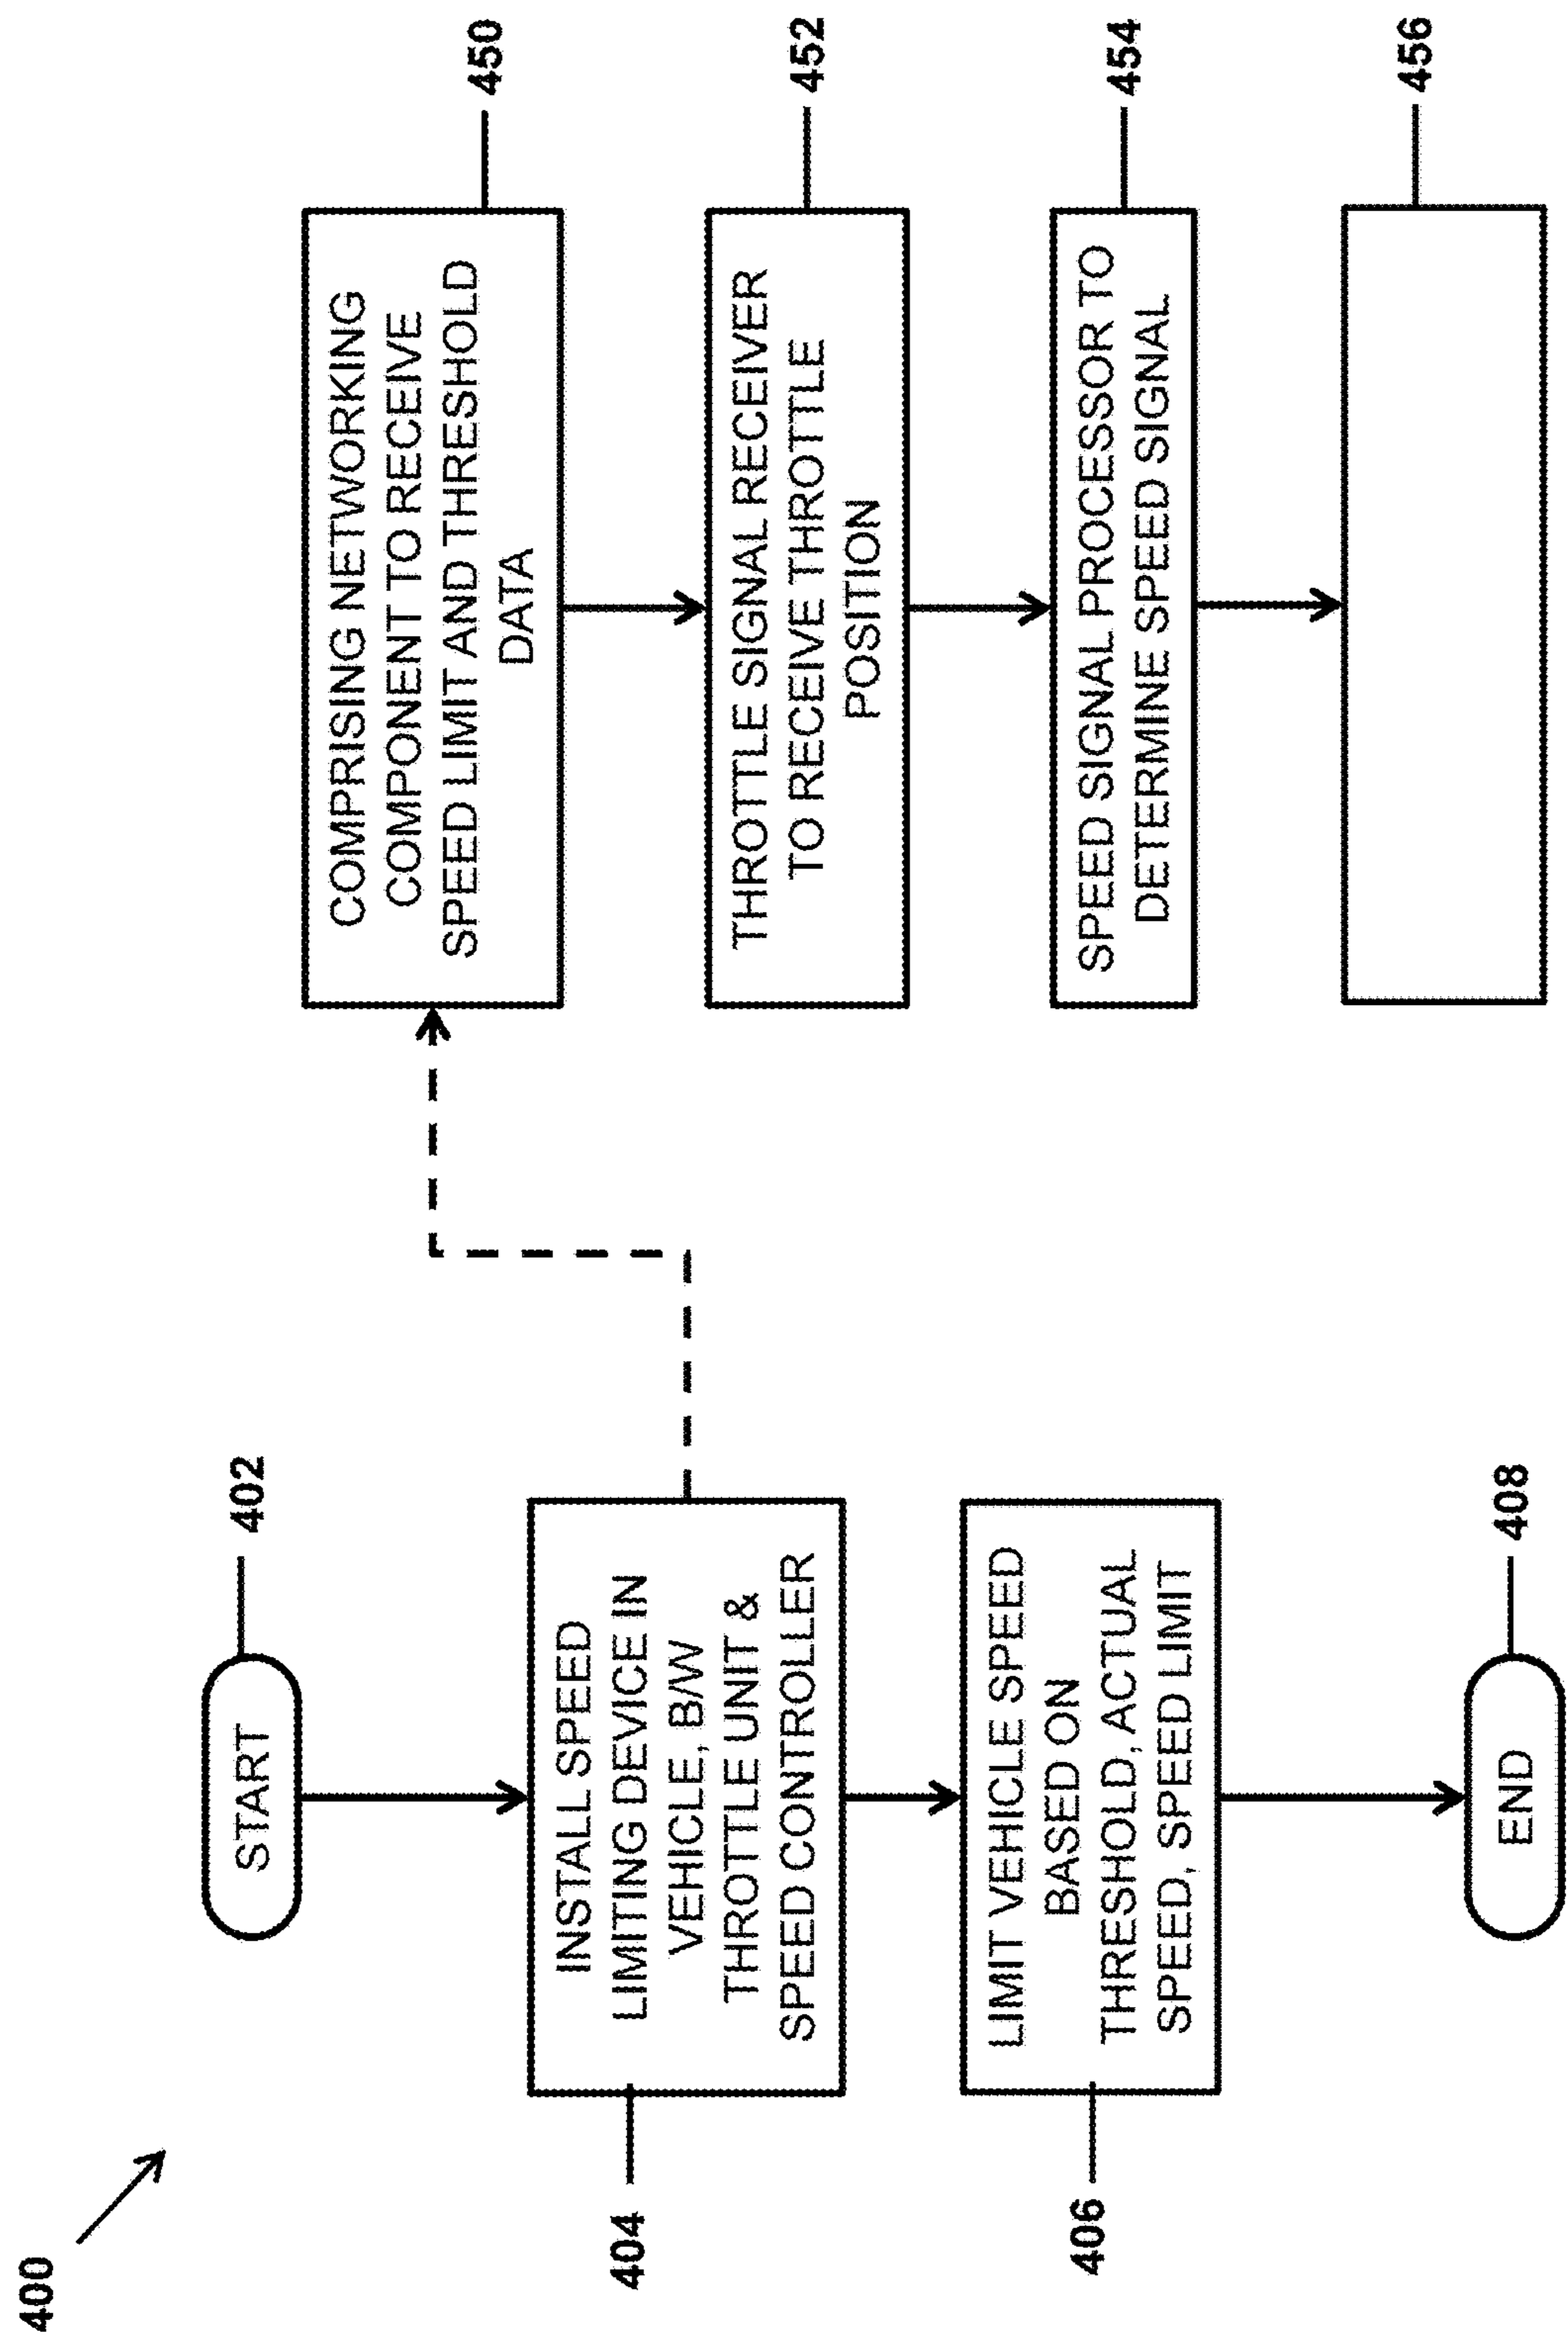 400
START
402
INSTALL SPEED
LIMITING DEVICE IN
VEHICLE, B/W
THROTTLE UNIT &
SPEED CONTROLLER
404
LIMIT VEHICLE SPEED
BASED ON
THRESHOLD, ACTUAL
SPEED, SPEED LIMIT
406
END
408
COMPRISING NETWORKING
COMPONENT TO RECEIVE
SPEED LIMIT AND THRESHOLD
DATA
450
THROTTLE SIGNAL RECEIVER
TO RECEIVE THROTTLE
POSITION
452
SPEED SIGNAL PROCESSOR TO
DETERMINE SPEED SIGNAL
454
456